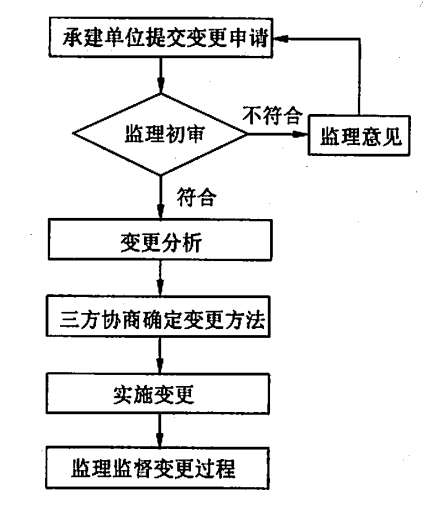 承建单位提交变更申请
监理初审
不符合
监理意见
符合
变更分析
三方协商确定变更方法
实施变更
监理监督变更过程